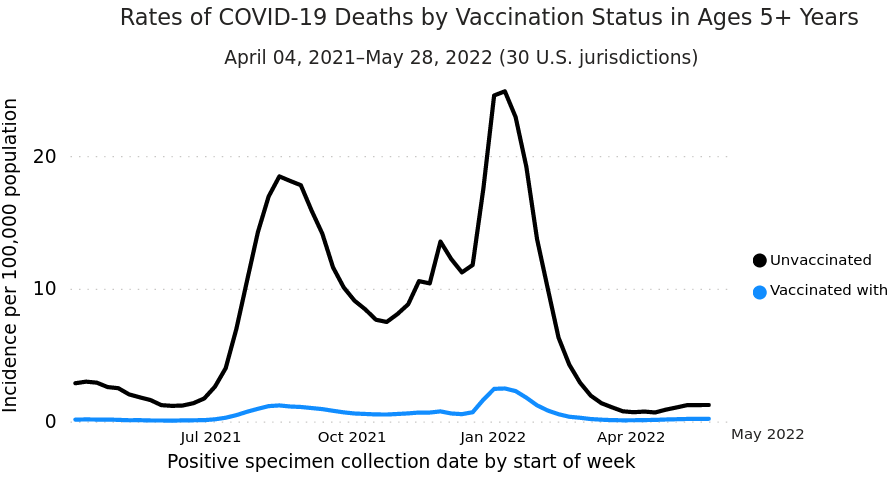 Rates of COVID-19 Deaths by Vaccination Status in Ages 5+ Years
April 04, 2021–May 28, 2022 (30 U.S. jurisdictions)
Incidence per 100,000 population
20
10
0
Unvaccinated
Vaccinated with
Jul 2021
Oct 2021
Jan 2022
Apr 2022
May 2022
Positive specimen collection date by start of week